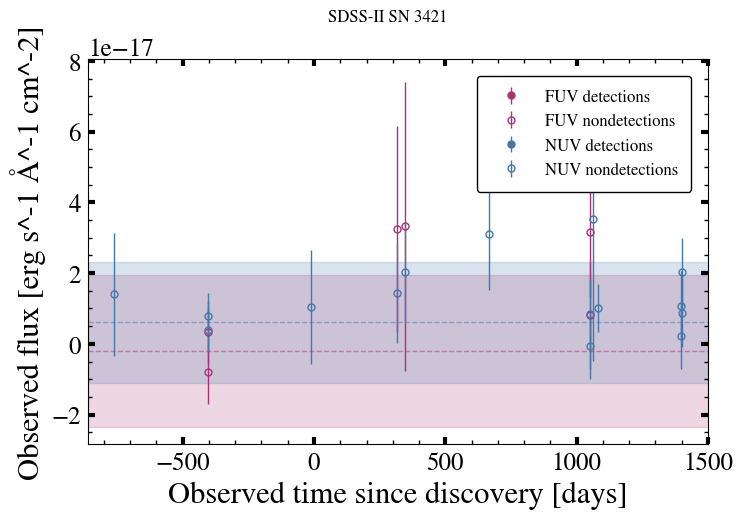 SDSS-II SN 3421
1e−17
8
6
4
2
0
−2
Observed flux [erg s^-1 Å^-1 cm^-2]
FUV detections
FUV nondetections
NUV detections
NUV nondetections
−500
0
500
1000
1500
Observed time since discovery [days]